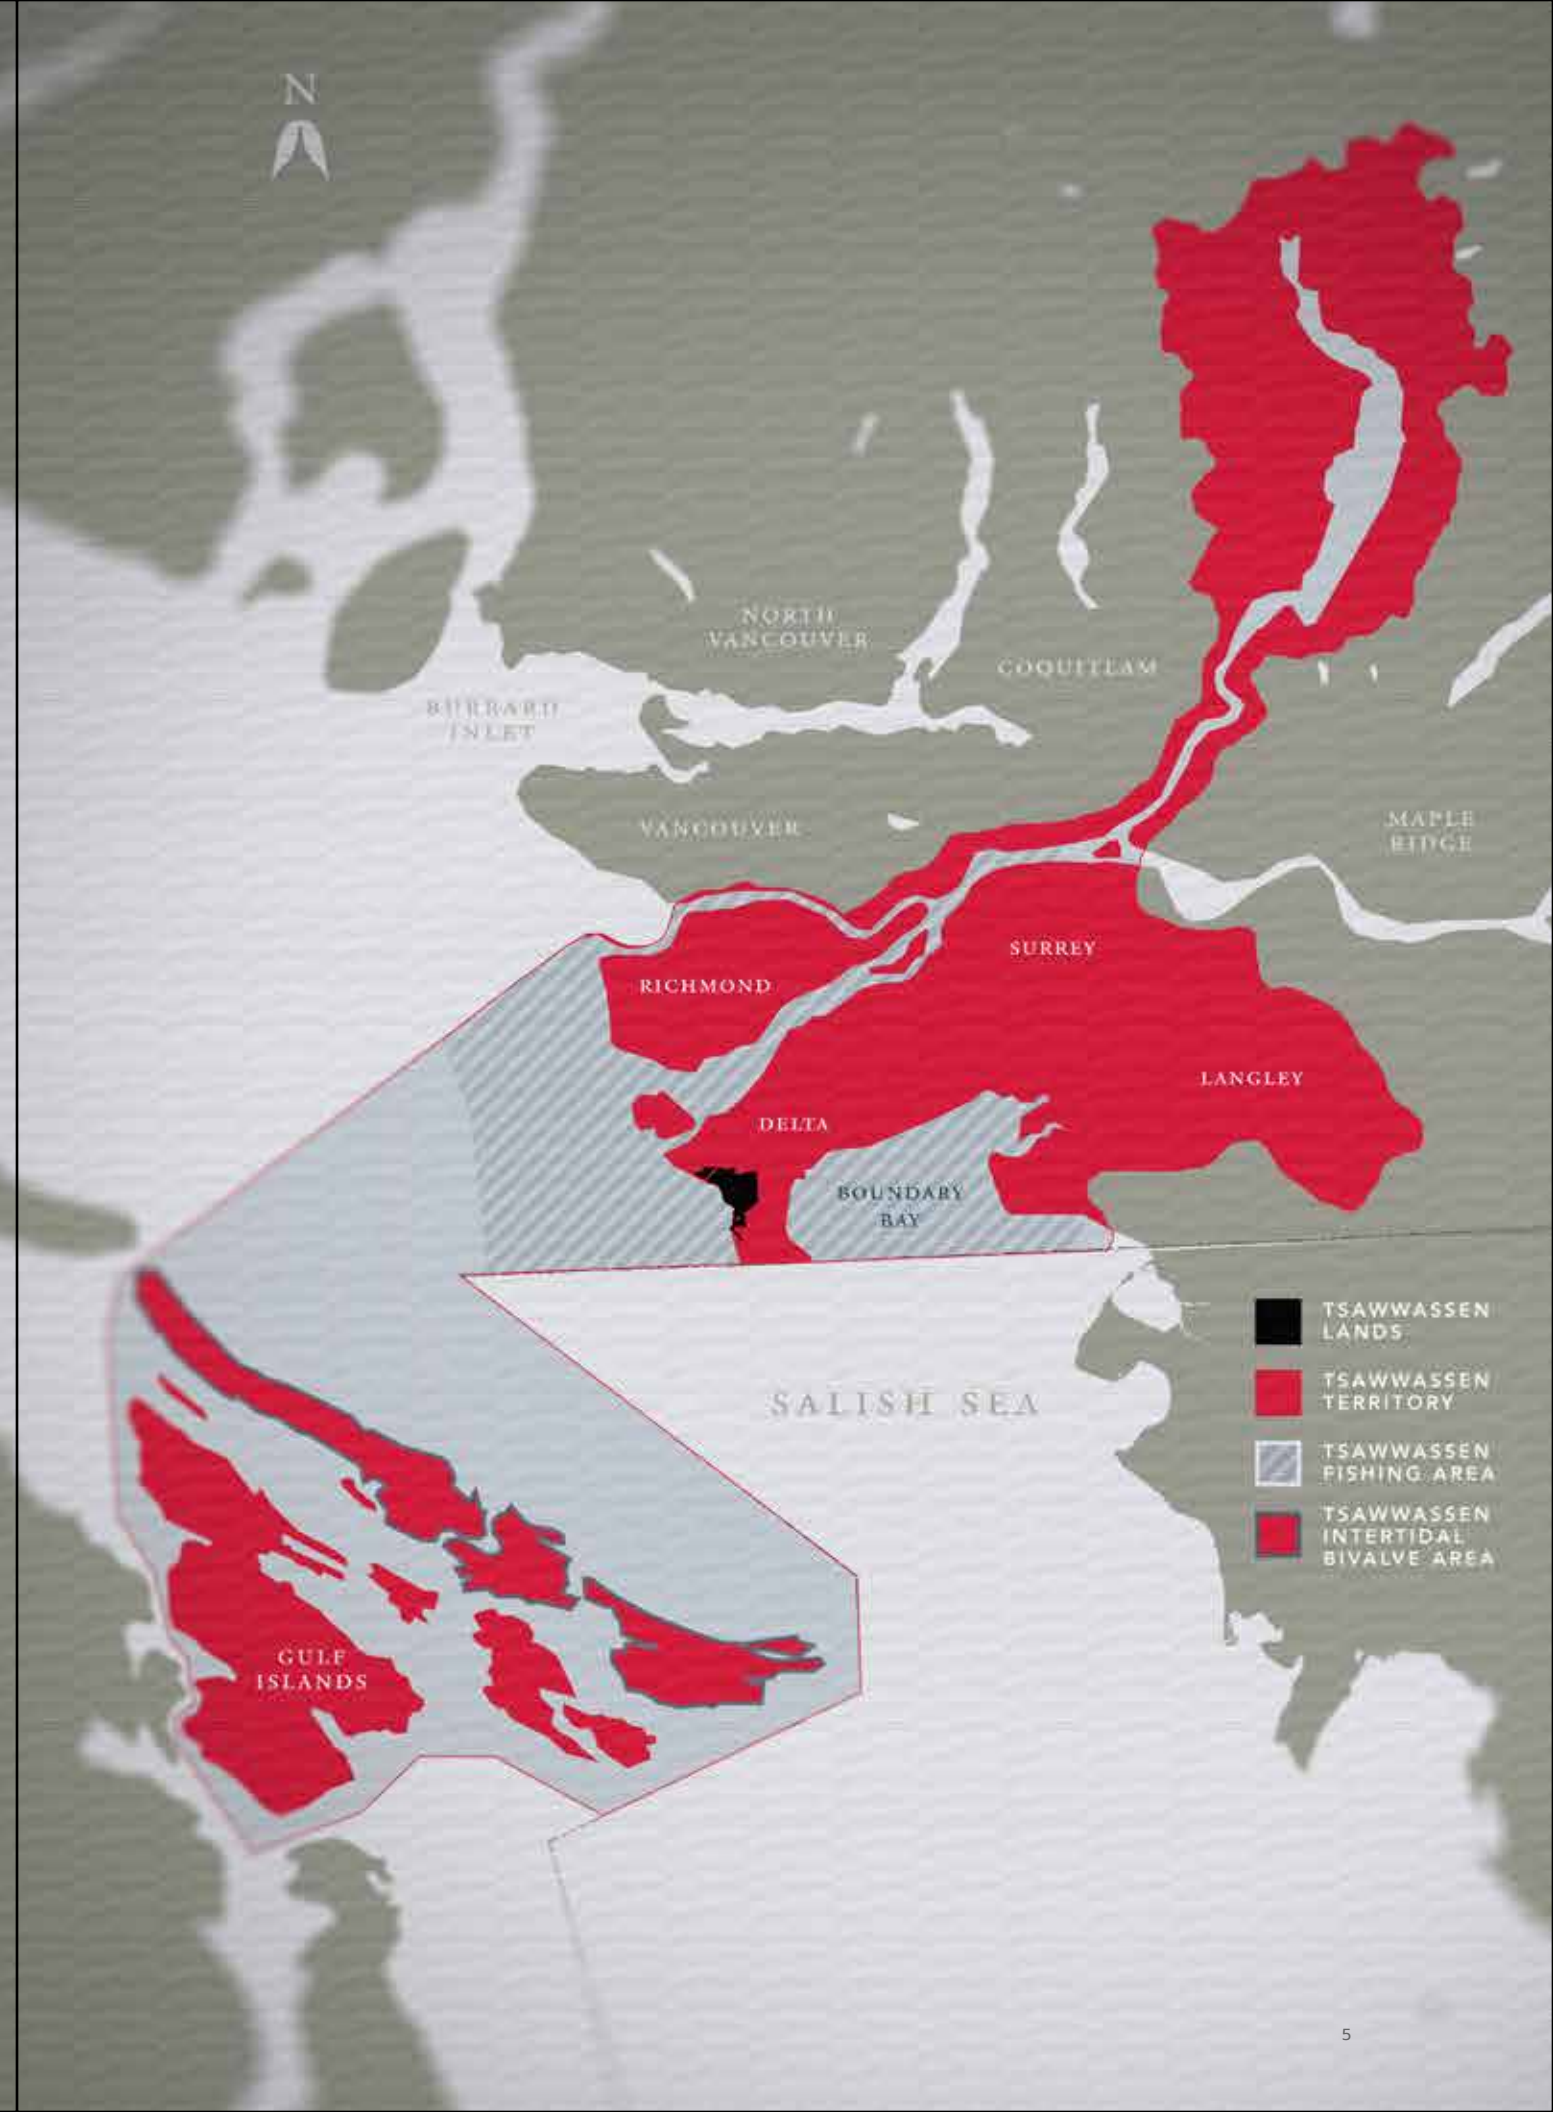 N
NORTH
VANCOUVER
COQUITLAM
BURRARD
INLET
VANCOUVER
MAPLE
RIDGE
SURREY
RICHMOND
LANGLEY
DELTA
BOUNDARY
BAY
TSAWWASSEN
LANDS
TSAWWASSEN
TERRITORY
SALISH SEA
TSAWWASSEN
FISHING AREA
TSAWWASSEN
INTERTIDAL
BIVALVE AREA
GULF
ISLANDS
5